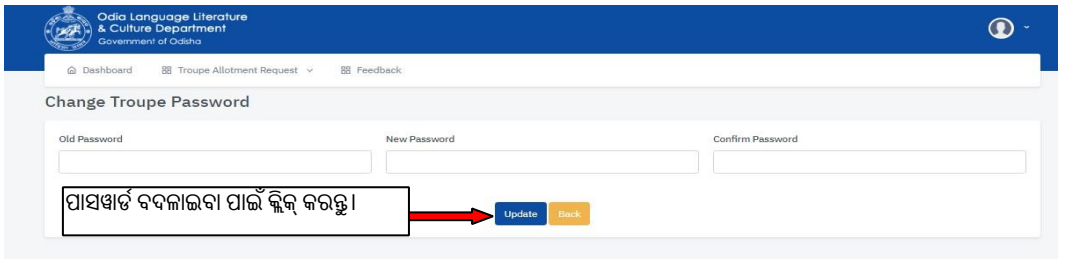 Odia Language Literature
& Culture Department
Government of Odisha
Dashboard Troupe Allotment Request Feedback
Change Troupe Password
Old Password New Password Confirm Password
ପାସୱାର୍ଡ ବଦଳାଇବା ପାଇଁ କ୍ଲିକ୍ କରନ୍ତୁ।
Update Back